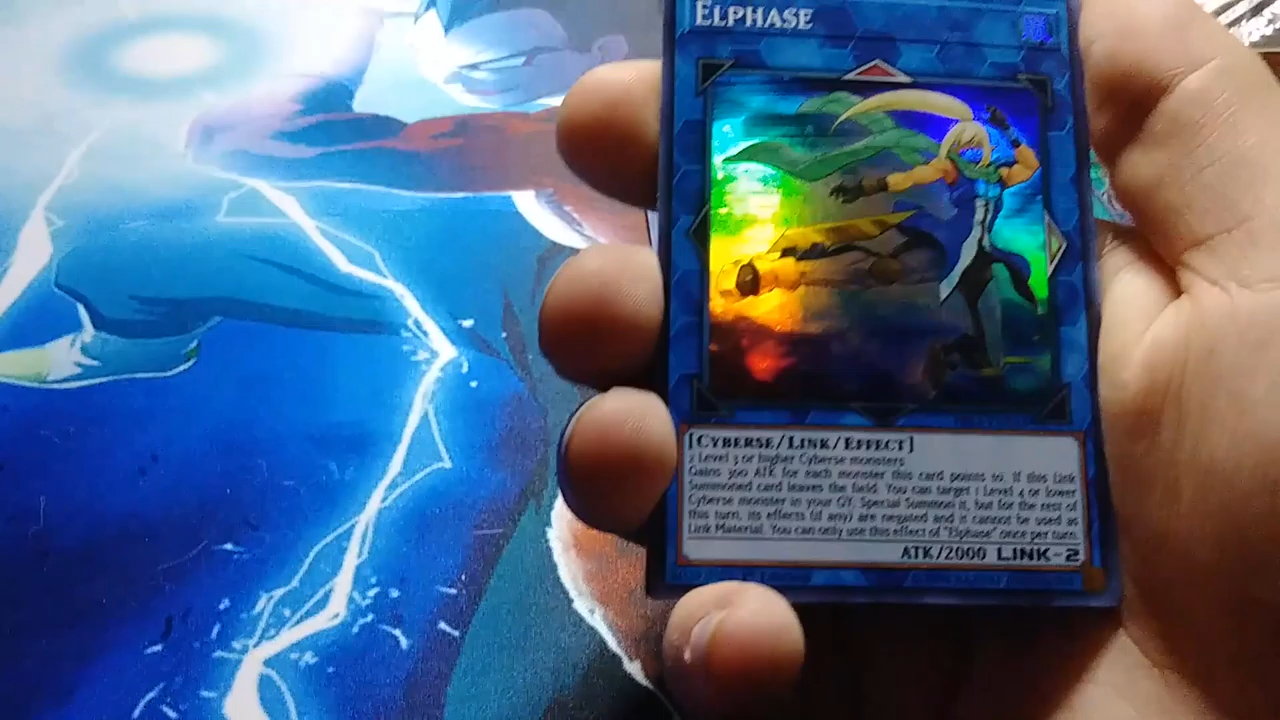 ELPHASE
[CYBERSE/LINK/EFFECT]
2 Level 3 or higher Cyberse monsters
Gains 300 ATK for each monster this card points to. If this Link
Summoned card leaves the field: You can target 1 Level 4 or lower
Cyberse monster in your GY; Special Summon it, but for the rest of
this turn, its effects (if any) are negated and it cannot be used as
Link Material. You can only use this effect of "Elphase" once per turn.
ATK/2000 LINK-2